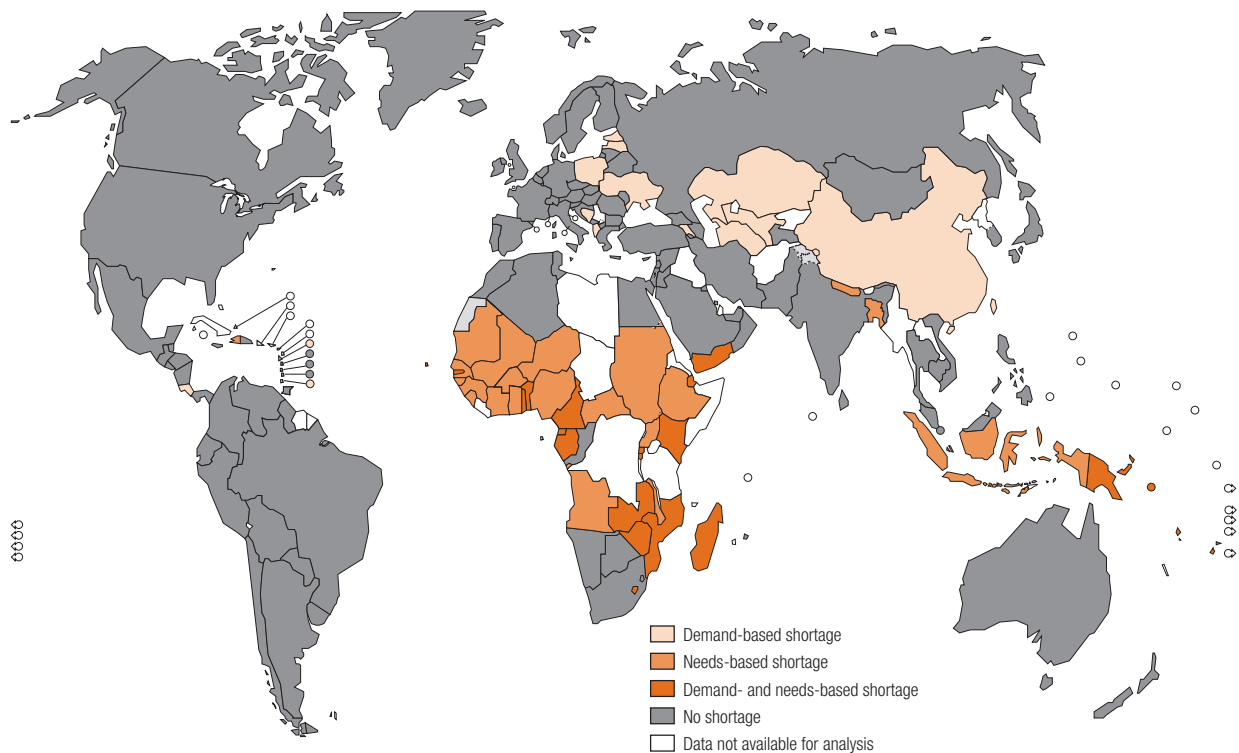 Demand-based shortage
Needs-based shortage
Demand- and needs-based shortage
No shortage
Data not available for analysis